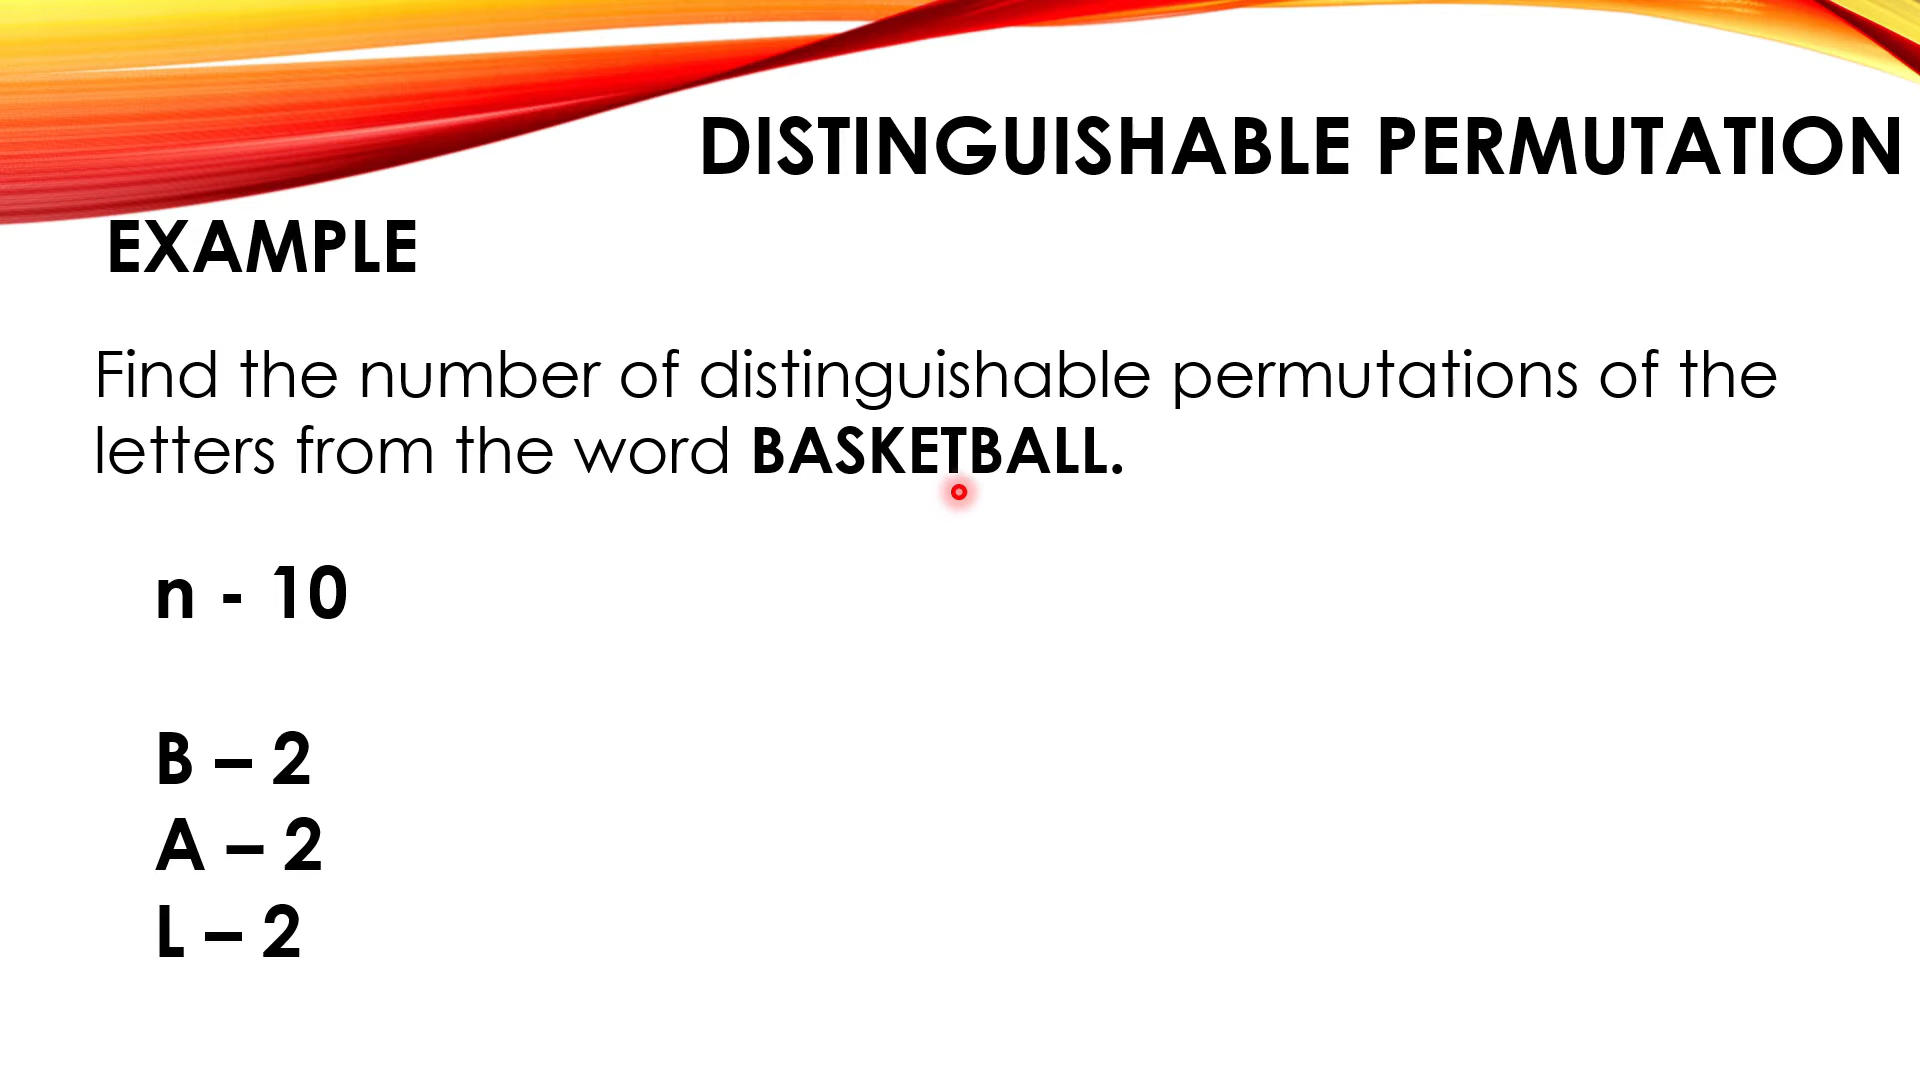 DISTINGUISHABLE PERMUTATION
EXAMPLE
Find the number of distinguishable permutations of the
letters from the word BASKETBALL.
n - 10
B – 2
A – 2
L – 2